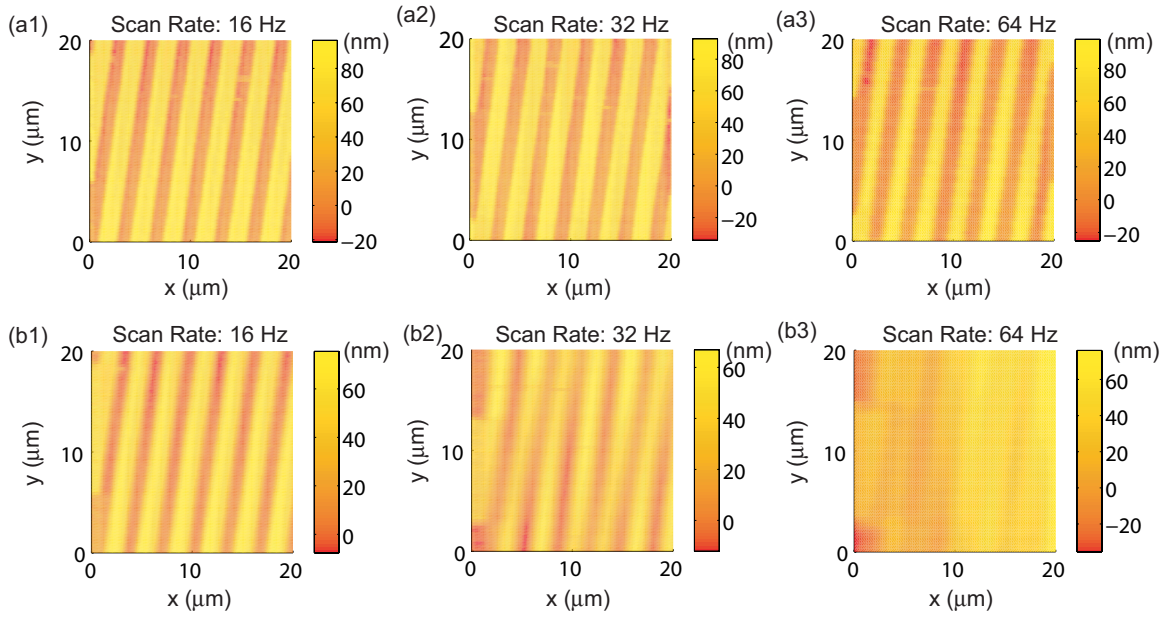 (a1) Scan Rate: 16 Hz (nm)
20
10
0
y (μm)
0 10 20
x (μm)
80
60
40
20
0
−20
(a2) Scan Rate: 32 Hz (nm)
20
10
0
y (μm)
0 10 20
x (μm)
80
60
40
20
0
−20
(a3) Scan Rate: 64 Hz (nm)
20
10
0
y (μm)
0 10 20
x (μm)
80
60
40
20
0
−20
(b1) Scan Rate: 16 Hz (nm)
20
10
0
y (μm)
0 10 20
x (μm)
60
40
20
0
(b2) Scan Rate: 32 Hz (nm)
20
10
0
y (μm)
0 10 20
x (μm)
60
40
20
0
(b3) Scan Rate: 64 Hz (nm)
20
10
0
y (μm)
0 10 20
x (μm)
60
40
20
0
−20